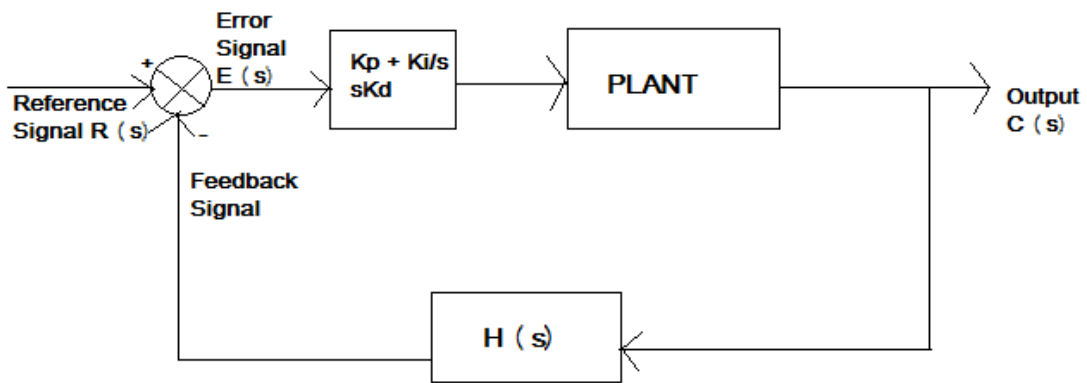 Error
Signal
E (s)
+
Reference
Signal R (s)
-
Feedback
Signal
Kp + Ki/s
sKd
PLANT
Output
C (s)
H (s)